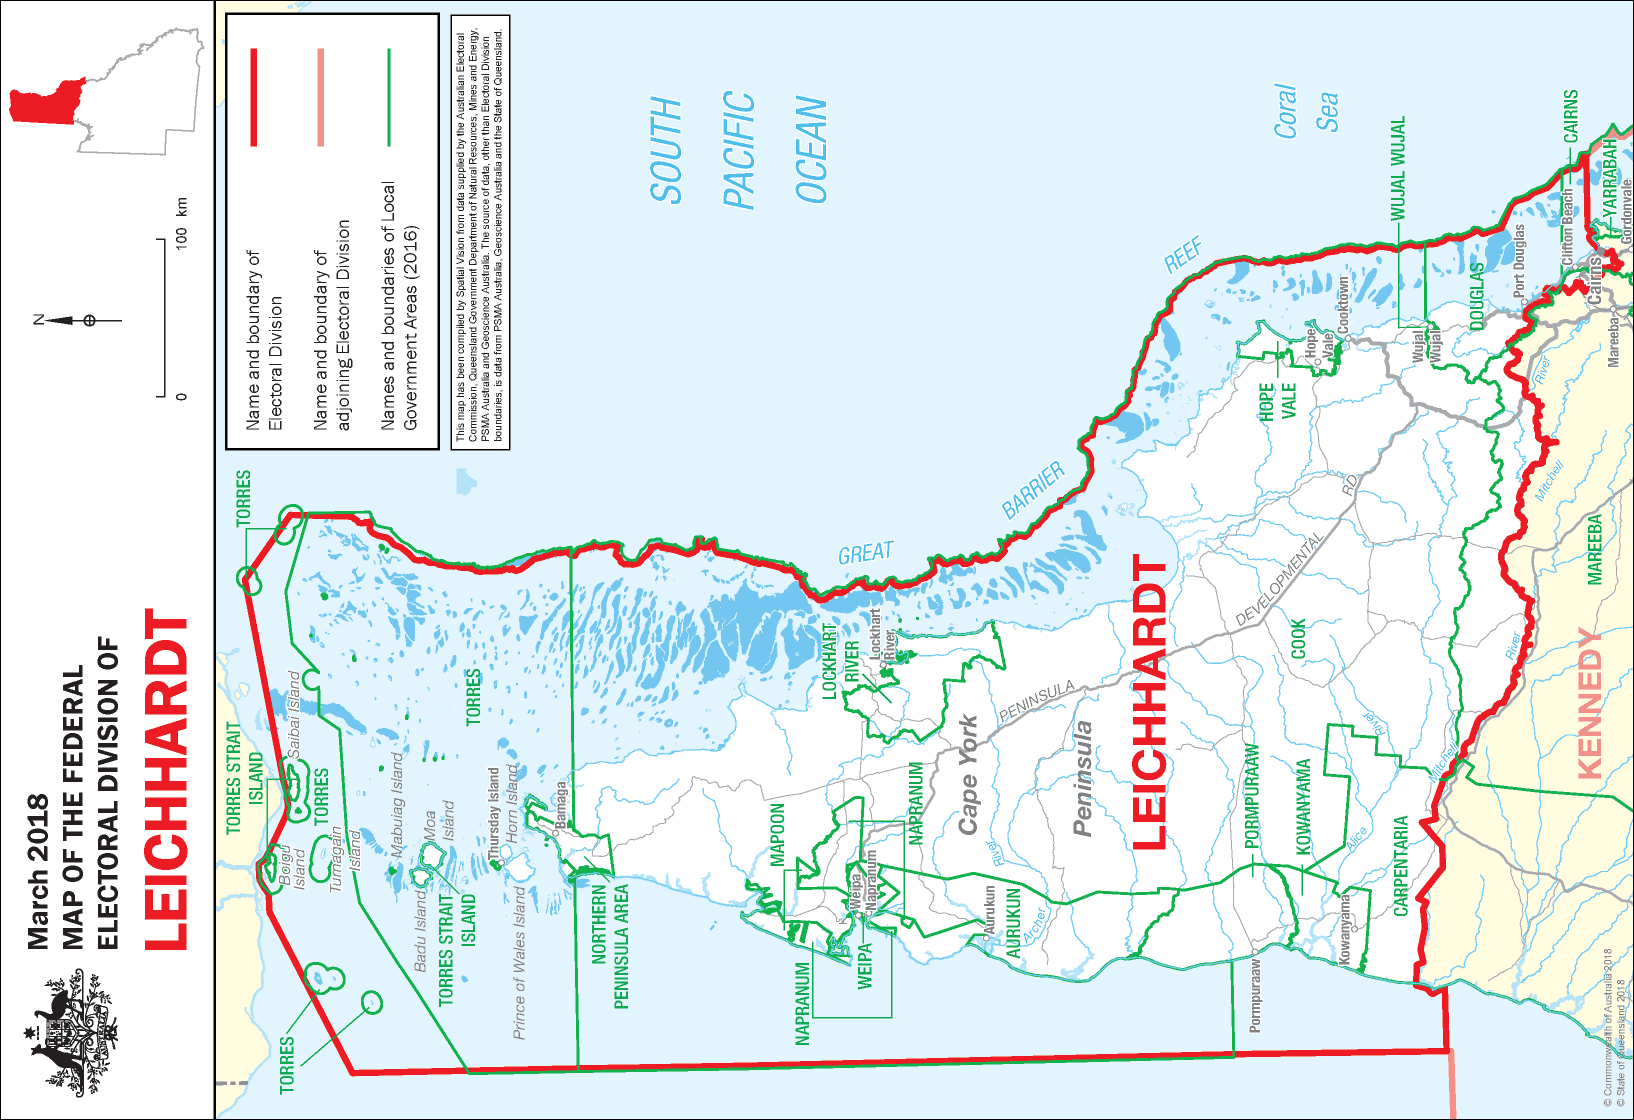 March 2018
MAP OF THE FEDERAL
ELECTORAL DIVISION OF
LEICHHARDT
N
0
100 km
Name and boundary of
Electoral Division
Name and boundary of
adjoining Electoral Division
Names and boundaries of Local
Government Areas (2016)
This map has been compiled by Spatial Vision from data supplied by the Australian Electoral
Commission, Queensland Government Department of Natural Resources, Mines and Energy,
PSMA Australia and Geoscience Australia. The source of data, other than Electoral Division
boundaries, is data from PSMA Australia, Geoscience Australia and the State of Queensland.
TORRES
TORRES STRAIT
ISLAND
Saibai Island
TORRES
Boigu
Island
Turnagain
Island
TORRES
Mabuiag Island
Moa
Island
Badu Island
TORRES STRAIT
ISLAND
TORRES
Thursday Island
Horn Island
Prince of Wales Island
Bamaga
NORTHERN
PENINSULA AREA
SOUTH
PACIFIC
OCEAN
Coral
Sea
GREAT
BARRIER
REEF
MAPOON
NAPRANUM
NAPRANUM
WEIPA
Weipa
Napranum
LOCKHART
RIVER
Lockhart
River
Cape York
Peninsula
PENINSULA
DEVELOPMENTAL
RD
River
Archer
Aurukun
AURUKUN
LEICHHARDT
COOK
HOPE
VALE
Hope
Vale
Cooktown
WUJAL WUJAL
Wujal
Wujal
DOUGLAS
Port Douglas
CAIRNS
Clifton Beach
Cairns
YARRABAH
Gordonvale
Mareeba
PORMPURAAW
Pormpuraaw
KOWANYAMA
Kowanyama
Alice
River
CARPENTARIA
Mitchell
River
Mitchell
River
MAREEBA
KENNEDY
© Commonwealth of Australia 2018
© State of Queensland 2018